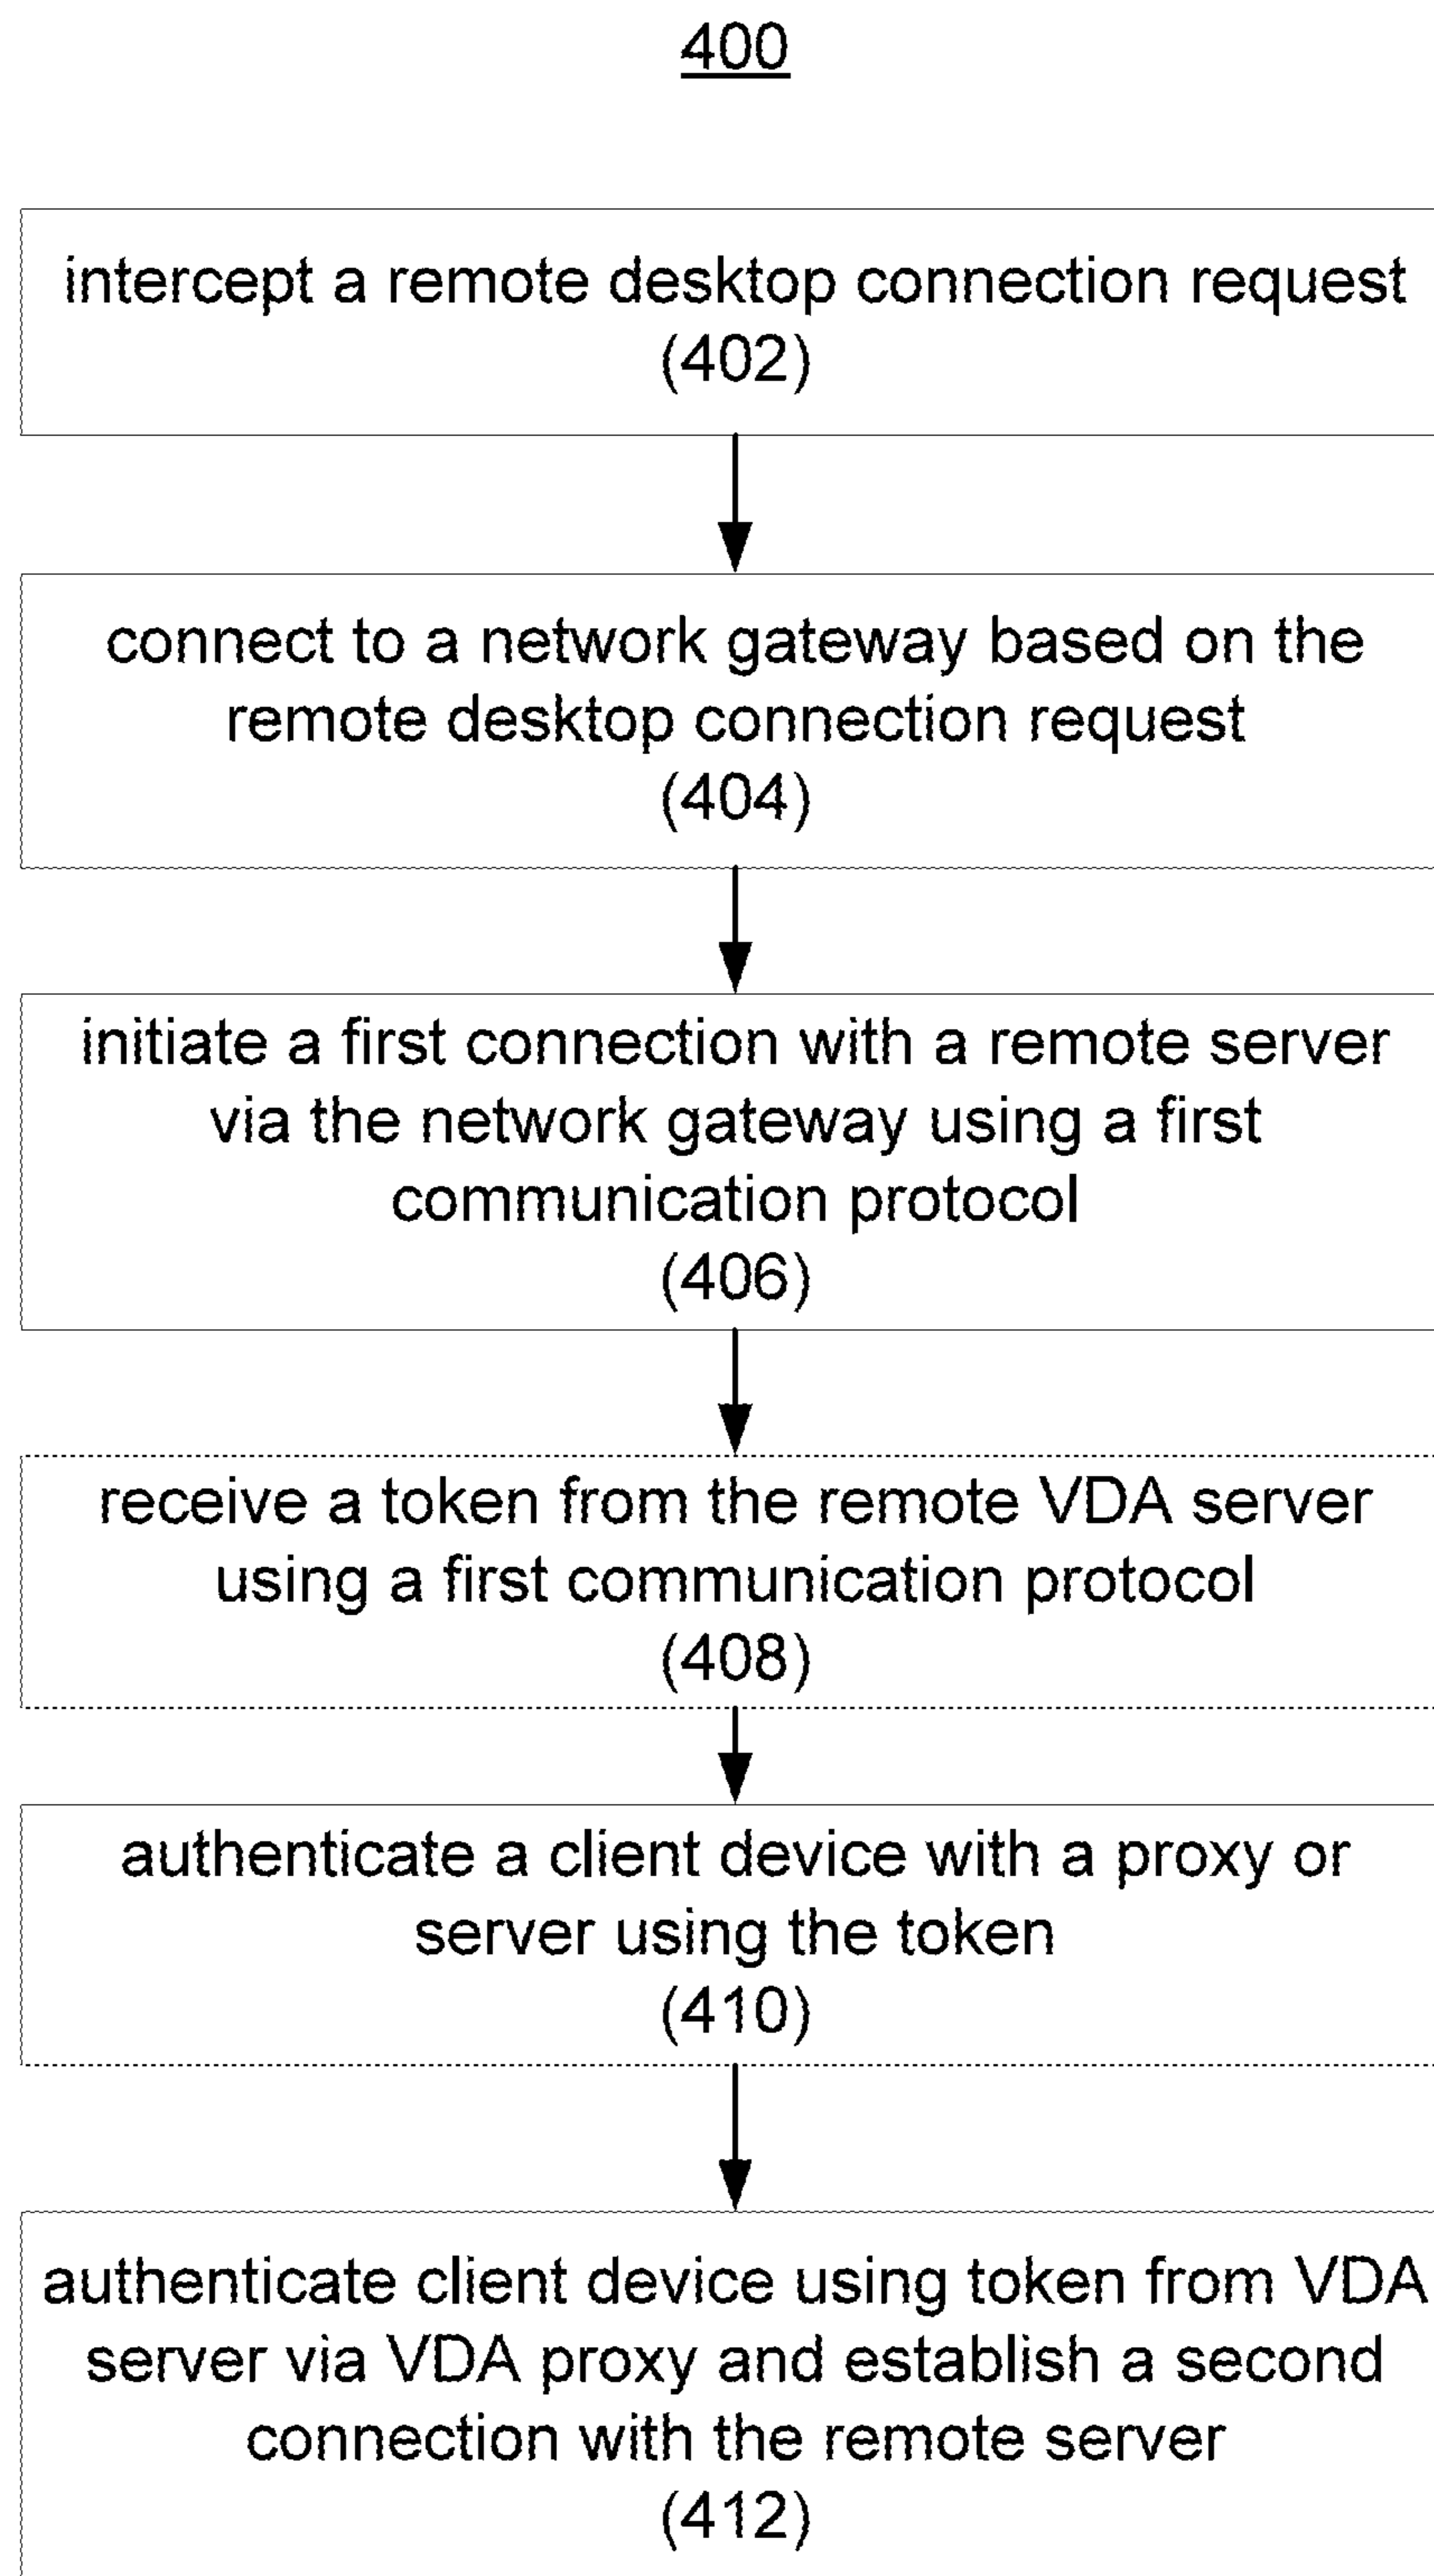 400
intercept a remote desktop connection request
(402)
connect to a network gateway based on the
remote desktop connection request
(404)
initiate a first connection with a remote server
via the network gateway using a first
communication protocol
(406)
receive a token from the remote VDA server
using a first communication protocol
(408)
authenticate a client device with a proxy or
server using the token
(410)
authenticate client device using token from VDA
server via VDA proxy and establish a second
connection with the remote server
(412)